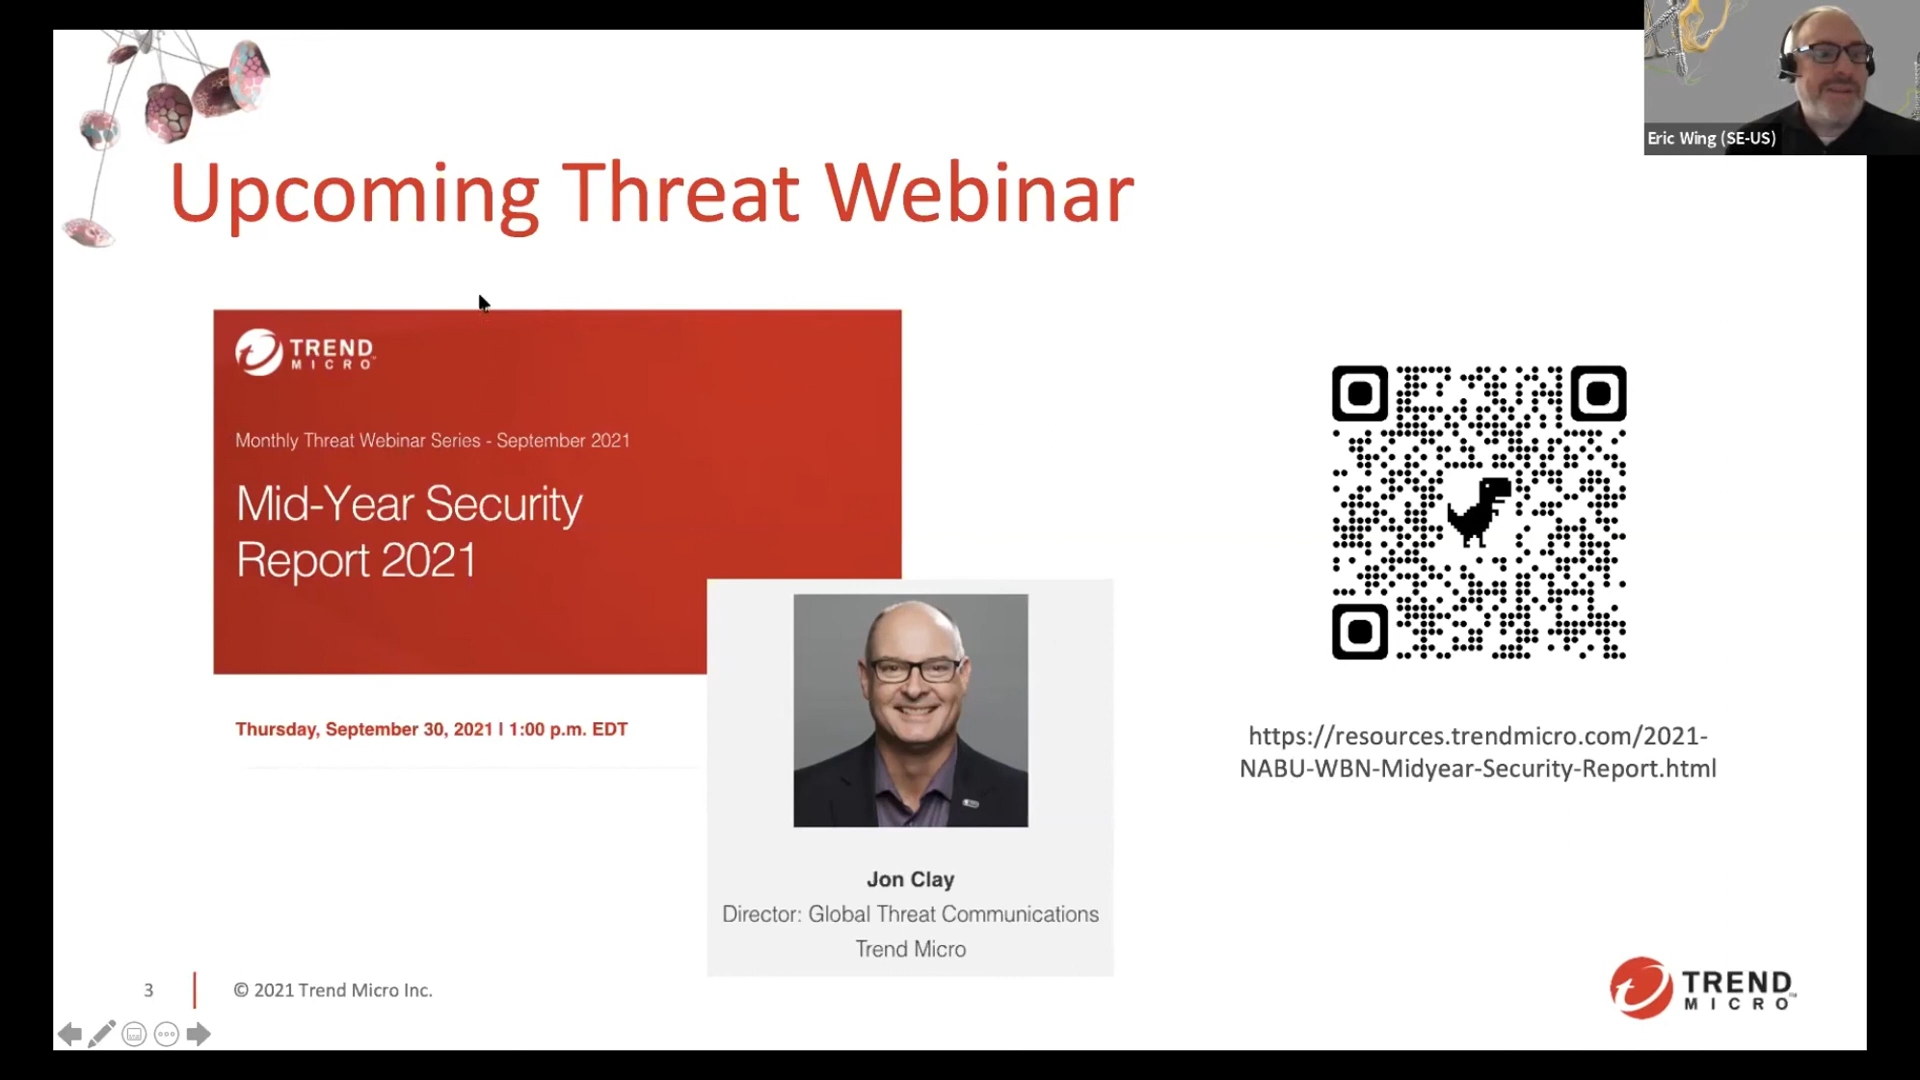 Eric Wing (SE-US)
Upcoming Threat Webinar
TREND
MICRO
Monthly Threat Webinar Series - September 2021
Mid-Year Security
Report 2021
Thursday, September 30, 2021 | 1:00 p.m. EDT
Jon Clay
Director: Global Threat Communications
Trend Micro
https://resources.trendmicro.com/2021-
NABU-WBN-Midyear-Security-Report.html
3
© 2021 Trend Micro Inc.
TREND
MICRO™